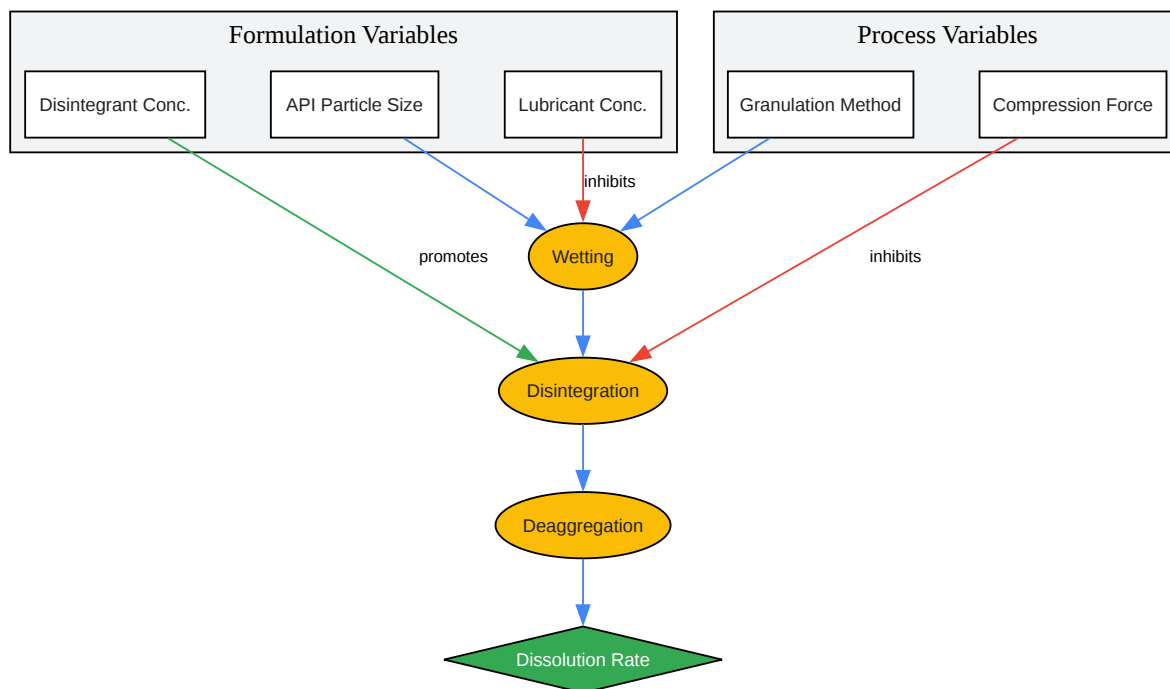 Formulation Variables
Process Variables
Disintegrant Conc.
API Particle Size
Lubricant Conc.
Granulation Method
Compression Force
inhibits
promotes
Wetting
inhibits
Disintegration
Deaggregation
Dissolution Rate